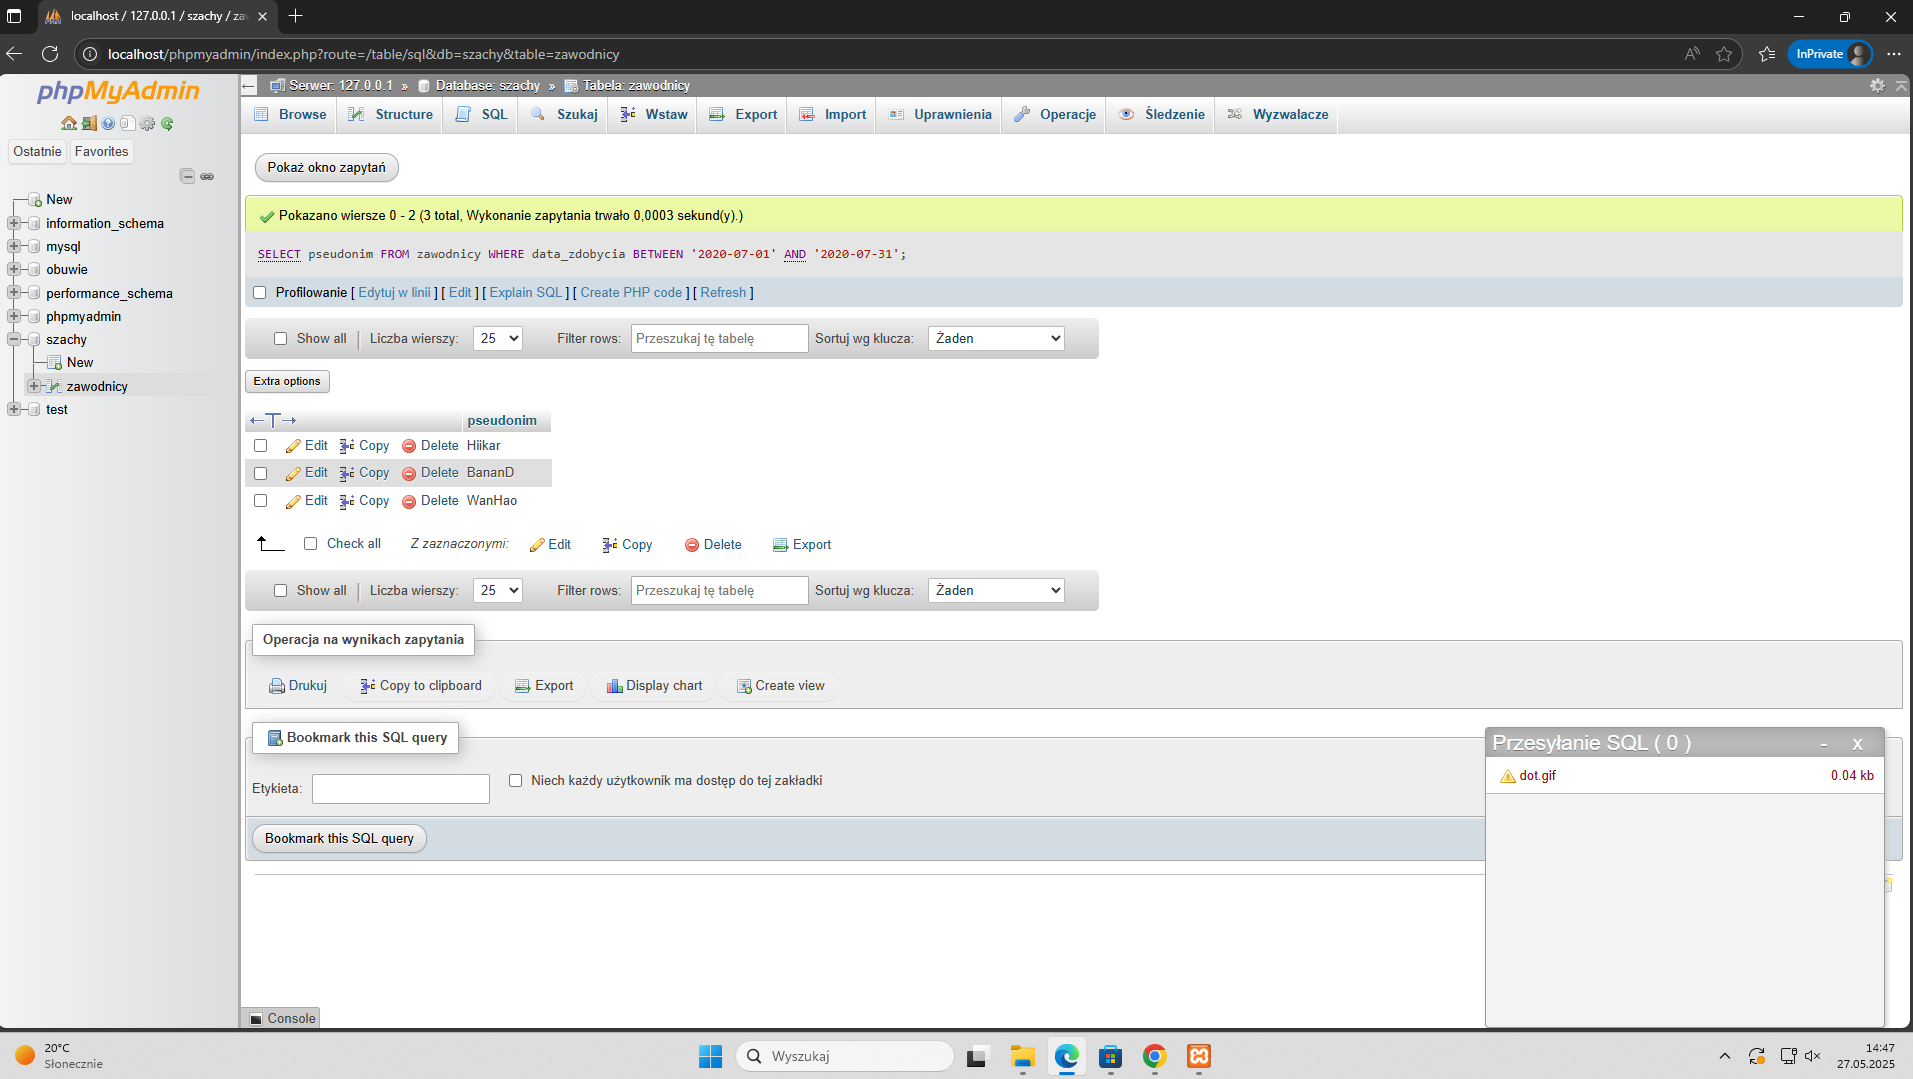 localhost / 127.0.0.1 / szachy / za
localhost/phpmyadmin/index.php?route=/table/sql&db=szachy&table=zawodnicy
InPrivate
phpMyAdmin
Ostatnie
Favorites
New
information_schema
mysql
obuwie
performance_schema
phpmyadmin
szachy
New
zawodnicy
test
Serwer: 127.0.0.1 » Database: szachy » Tabela: zawodnicy
Browse
Structure
SQL
Szukaj
Wstaw
Export
Import
Uprawnienia
Operacje
Śledzenie
Wyzwalacze
Pokaż okno zapytań
Pokazano wiersze 0 - 2 (3 total, Wykonanie zapytania trwało 0,0003 sekund(y).)
SELECT pseudonim FROM zawodnicy WHERE data_zdobycia BETWEEN '2020-07-01' AND '2020-07-31';
Profilowanie [ Edytuj w linii ] [ Edit ] [ Explain SQL ] [ Create PHP code ] [ Refresh ]
Show all
Liczba wierszy:
25
Filter rows:
Przeszukaj tę tabelę
Sortuj wg klucza:
Żaden
Extra options
pseudonim
Edit Copy Delete Hiikar
Edit Copy Delete BananD
Edit Copy Delete WanHao
Check all
Z zaznaczonymi:
Edit
Copy
Delete
Export
Show all
Liczba wierszy:
25
Filter rows:
Przeszukaj tę tabelę
Sortuj wg klucza:
Żaden
Operacja na wynikach zapytania
Drukuj
Copy to clipboard
Export
Display chart
Create view
Bookmark this SQL query
Etykieta:
Niech każdy użytkownik ma dostęp do tej zakładki
Bookmark this SQL query
Przesyłanie SQL ( 0 )
- x
dot.gif
0.04 kb
Console
20°C
Słonecznie
Wyszukaj
14:47
27.05.2025